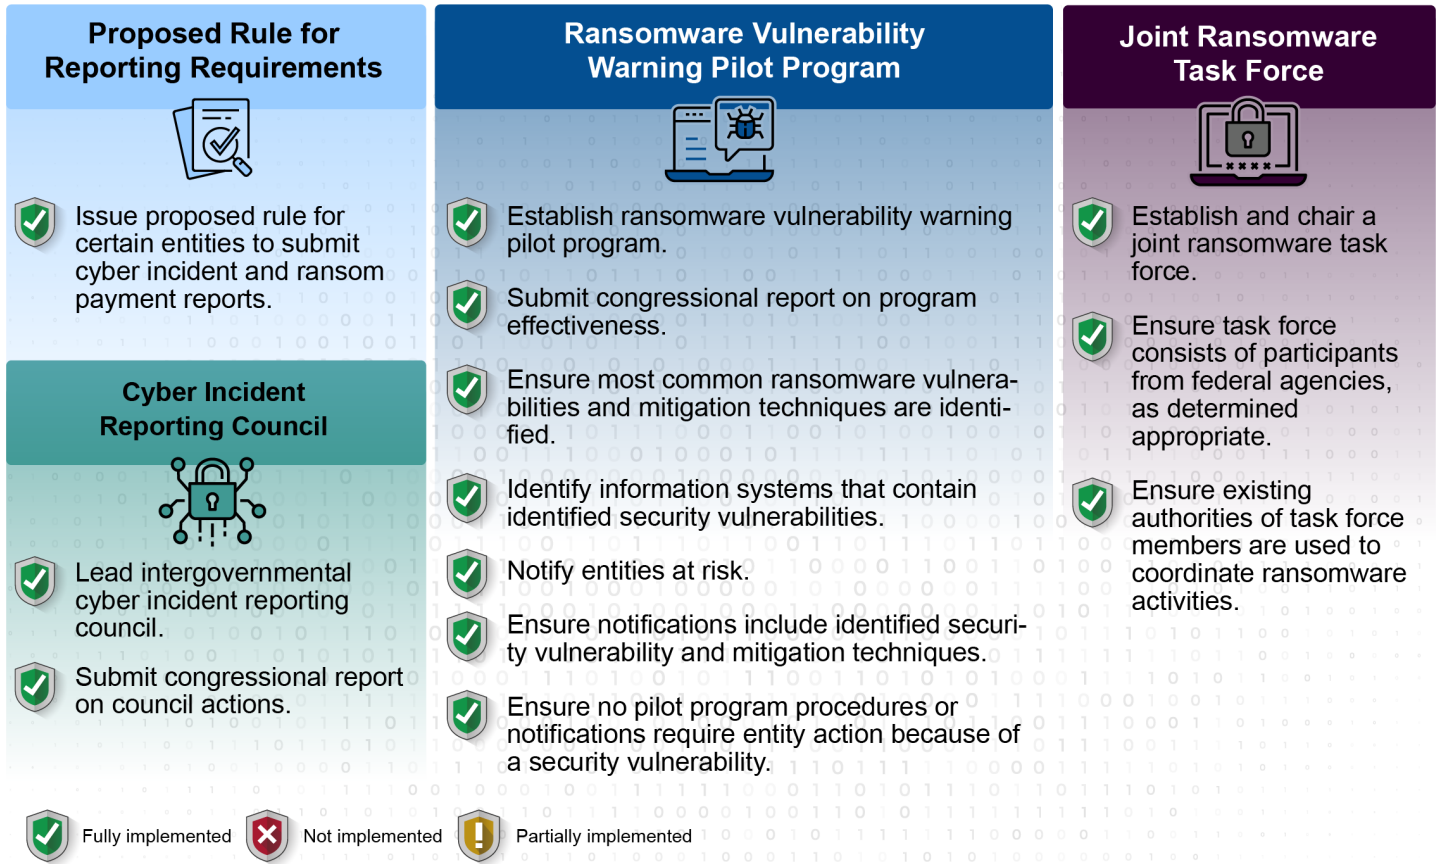 Proposed Rule for
Reporting Requirements
Issue proposed rule for
certain entities to submit
cyber incident and ransom
payment reports.
Cyber Incident
Reporting Council
Lead intergovernmental
cyber incident reporting
council.
Submit congressional report
on council actions.
Ransomware Vulnerability
Warning Pilot Program
Establish ransomware vulnerability warning
pilot program.
Submit congressional report on program
effectiveness.
Ensure most common ransomware vulnera-
bilities and mitigation techniques are identi-
fied.
Identify information systems that contain
identified security vulnerabilities.
Notify entities at risk.
Ensure notifications include identified securi-
ty vulnerability and mitigation techniques.
Ensure no pilot program procedures or
notifications require entity action because of
a security vulnerability.
Joint Ransomware
Task Force
Establish and chair a
joint ransomware task
force.
Ensure task force
consists of participants
from federal agencies,
as determined
appropriate.
Ensure existing
authorities of task force
members are used to
coordinate ransomware
activities.
Fully implemented
Not implemented
Partially implemented